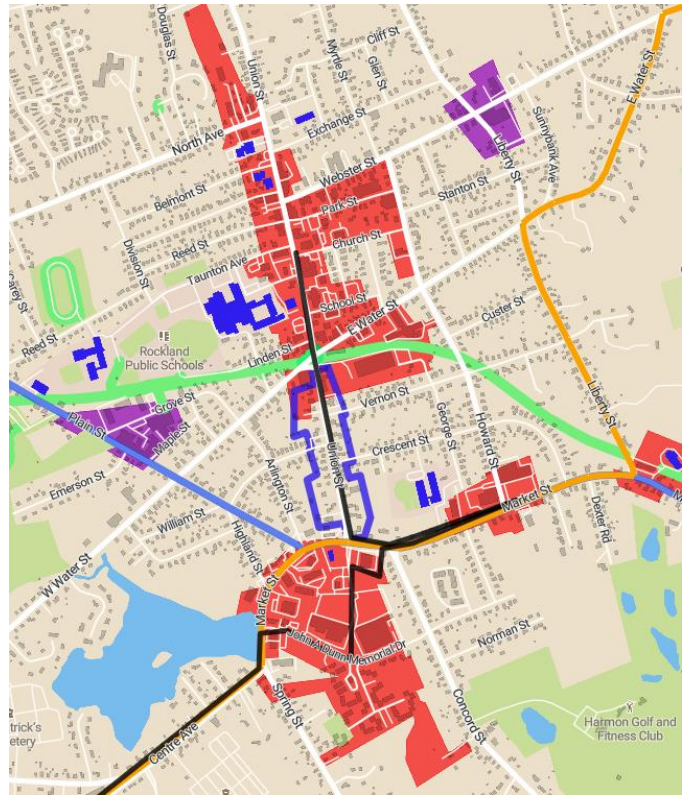 Douglas St
Union St
Myrtle St
Cliff St
Glen St
E Water St
North Ave
Exchange St
Sunnybank Ave
Liberty St
Webster St
Belmont St
Stanton St
Park St
Division St
Reed St
Church St
Taunton Ave
Carey St
School St
E Water St
Custer St
Reed St
Rockland
Public Schools
Linden St
Liberty St
Grove St
Vernon St
Plain St
Maple St
George St
Howard St
Crescent St
Union St
Emerson St
Arlington St
Market St
William St
Dexter Rd
Highland St
W Water St
Market St
John A Dunn Memorial Dr
Norman St
Spring St
Concord St
Harmon Golf and
Fitness Club
trick's
metery
Centre Ave